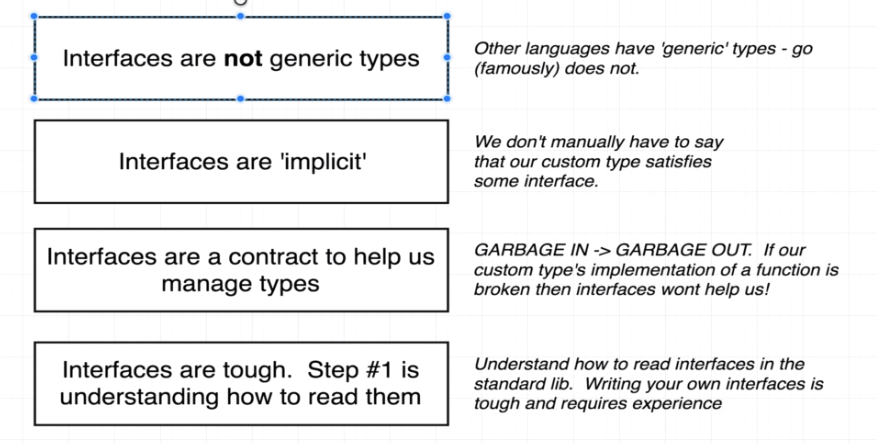 Interfaces are not generic types
Other languages have 'generic' types - go
(famously) does not.
Interfaces are 'implicit'
We don't manually have to say
that our custom type satisfies
some interface.
Interfaces are a contract to help us
manage types
GARBAGE IN -> GARBAGE OUT.  If our
custom type's implementation of a function is
broken then interfaces wont help us!
Interfaces are tough.  Step #1 is
understanding how to read them
Understand how to read interfaces in the
standard lib.  Writing your own interfaces is
tough and requires experience